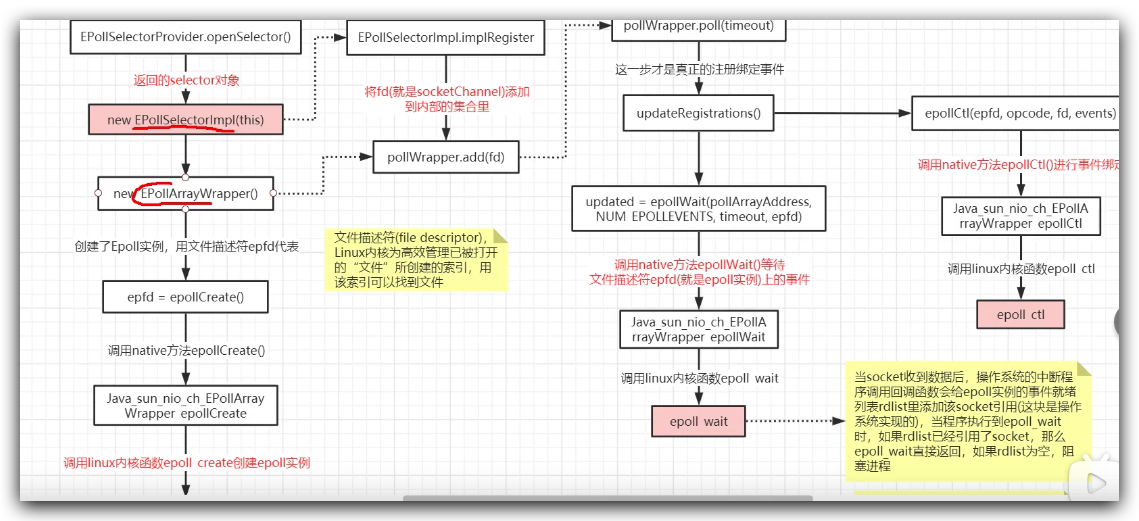 EPollSelectorProvider.openSelector()
返回的selector对象
new EPollSelectorImpl(this)
new EPollArrayWrapper()
创建了Epoll实例，用文件描述符epfd代表
epfd = epollCreate()
调用native方法epollCreate()
Java_sun_nio_ch_EPollArray
Wrapper epollCreate
调用linux内核函数epoll create创建epoll实例
EPollSelectorImpl.implRegister
将fd(就是socketChannel)添加
到内部的集合里
pollWrapper.add(fd)
文件描述符(file descriptor)，
Linux内核为高效管理已被打开
的“文件”所创建的索引，用
该索引可以找到文件
pollWrapper.poll(timeout)
这一步才是真正的注册绑定事件
updateRegistrations()
updated = epollWait(pollArrayAddress,
NUM EPOLLEVENTS, timeout, epfd)
调用native方法epollWait()等待
文件描述符epfd(就是epoll实例)上的事件
Java_sun_nio_ch_EPollA
rrayWrapper epollWait
调用linux内核函数epoll wait
epoll wait
epollCtl(epfd, opcode, fd, events)
调用native方法epollCtl()进行事件绑定
Java_sun_nio_ch_EPollA
rrayWrapper epollCtl
调用linux内核函数epoll ctl
epoll ctl
当socket收到数据后，操作系统的中断程
序调用回调函数会给epoll实例的事件就绪
列表rdlist里添加该socket引用(这块是操作
系统实现的)，当程序执行到epoll_wait
时，如果rdlist已经引用了socket，那么
epoll_wait直接返回，如果rdlist为空，阻
塞进程